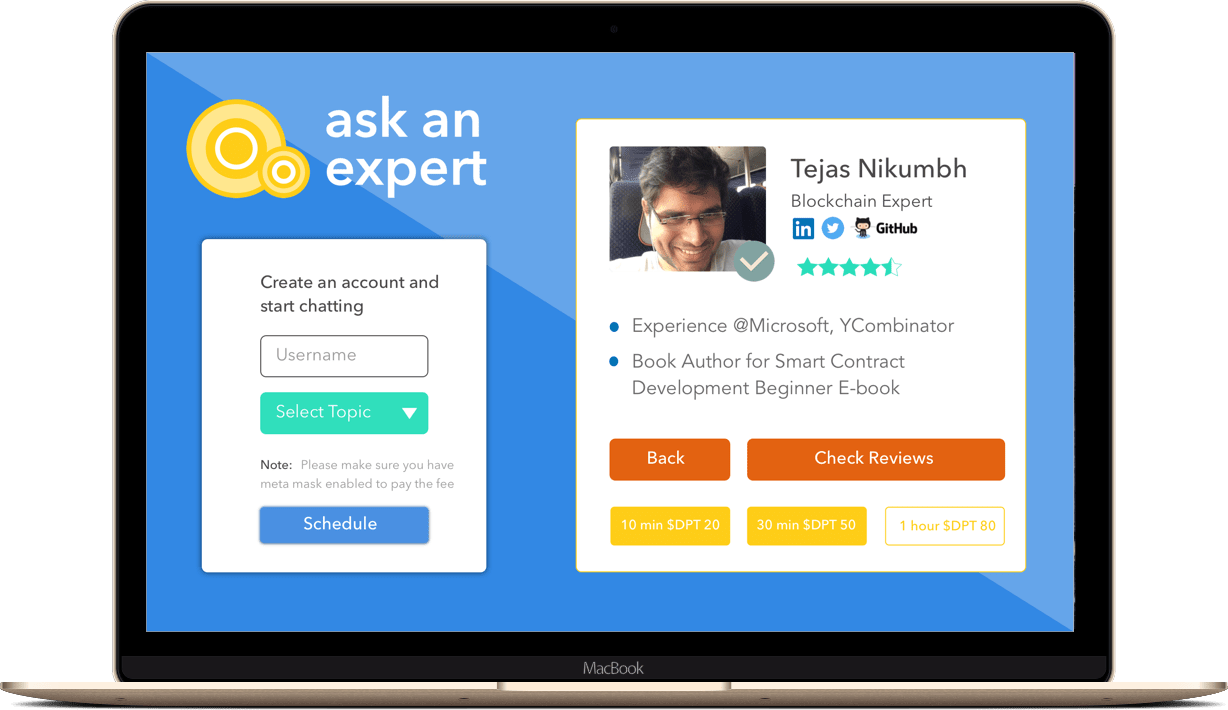 ask an
expert
Create an account and
start chatting
Username
Select Topic
Note: Please make sure you have
meta mask enabled to pay the fee
Schedule
Tejas Nikumbh
Blockchain Expert
in GitHub
Experience @Microsoft, YCombinator
Book Author for Smart Contract
Development Beginner E-book
Back
Check Reviews
10 min $DPT 20
30 min $DPT 50
1 hour $DPT 80
MacBook